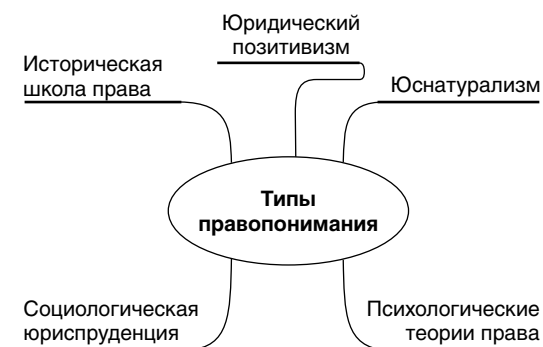 Юридический
позитивизм
Историческая
школа права
Юснатурализм
Типы
правопонимания
Социологическая
юриспруденция
Психологические
теории права